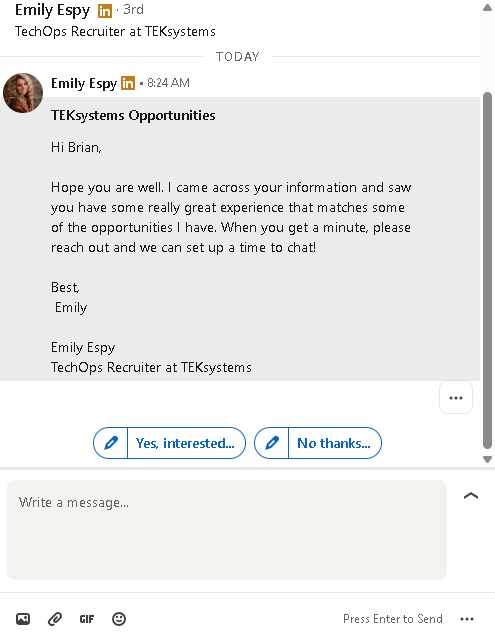 Emily Espy in · 3rd
TechOps Recruiter at TEKsystems
TODAY
Emily Espy in • 8:24 AM
TEKsystems Opportunities
Hi Brian,
Hope you are well. I came across your information and saw
you have some really great experience that matches some
of the opportunities I have. When you get a minute, please
reach out and we can set up a time to chat!
Best,
Emily
Emily Espy
TechOps Recruiter at TEKsystems
Yes, interested...
No thanks...
Write a message...
GIF
Press Enter to Send